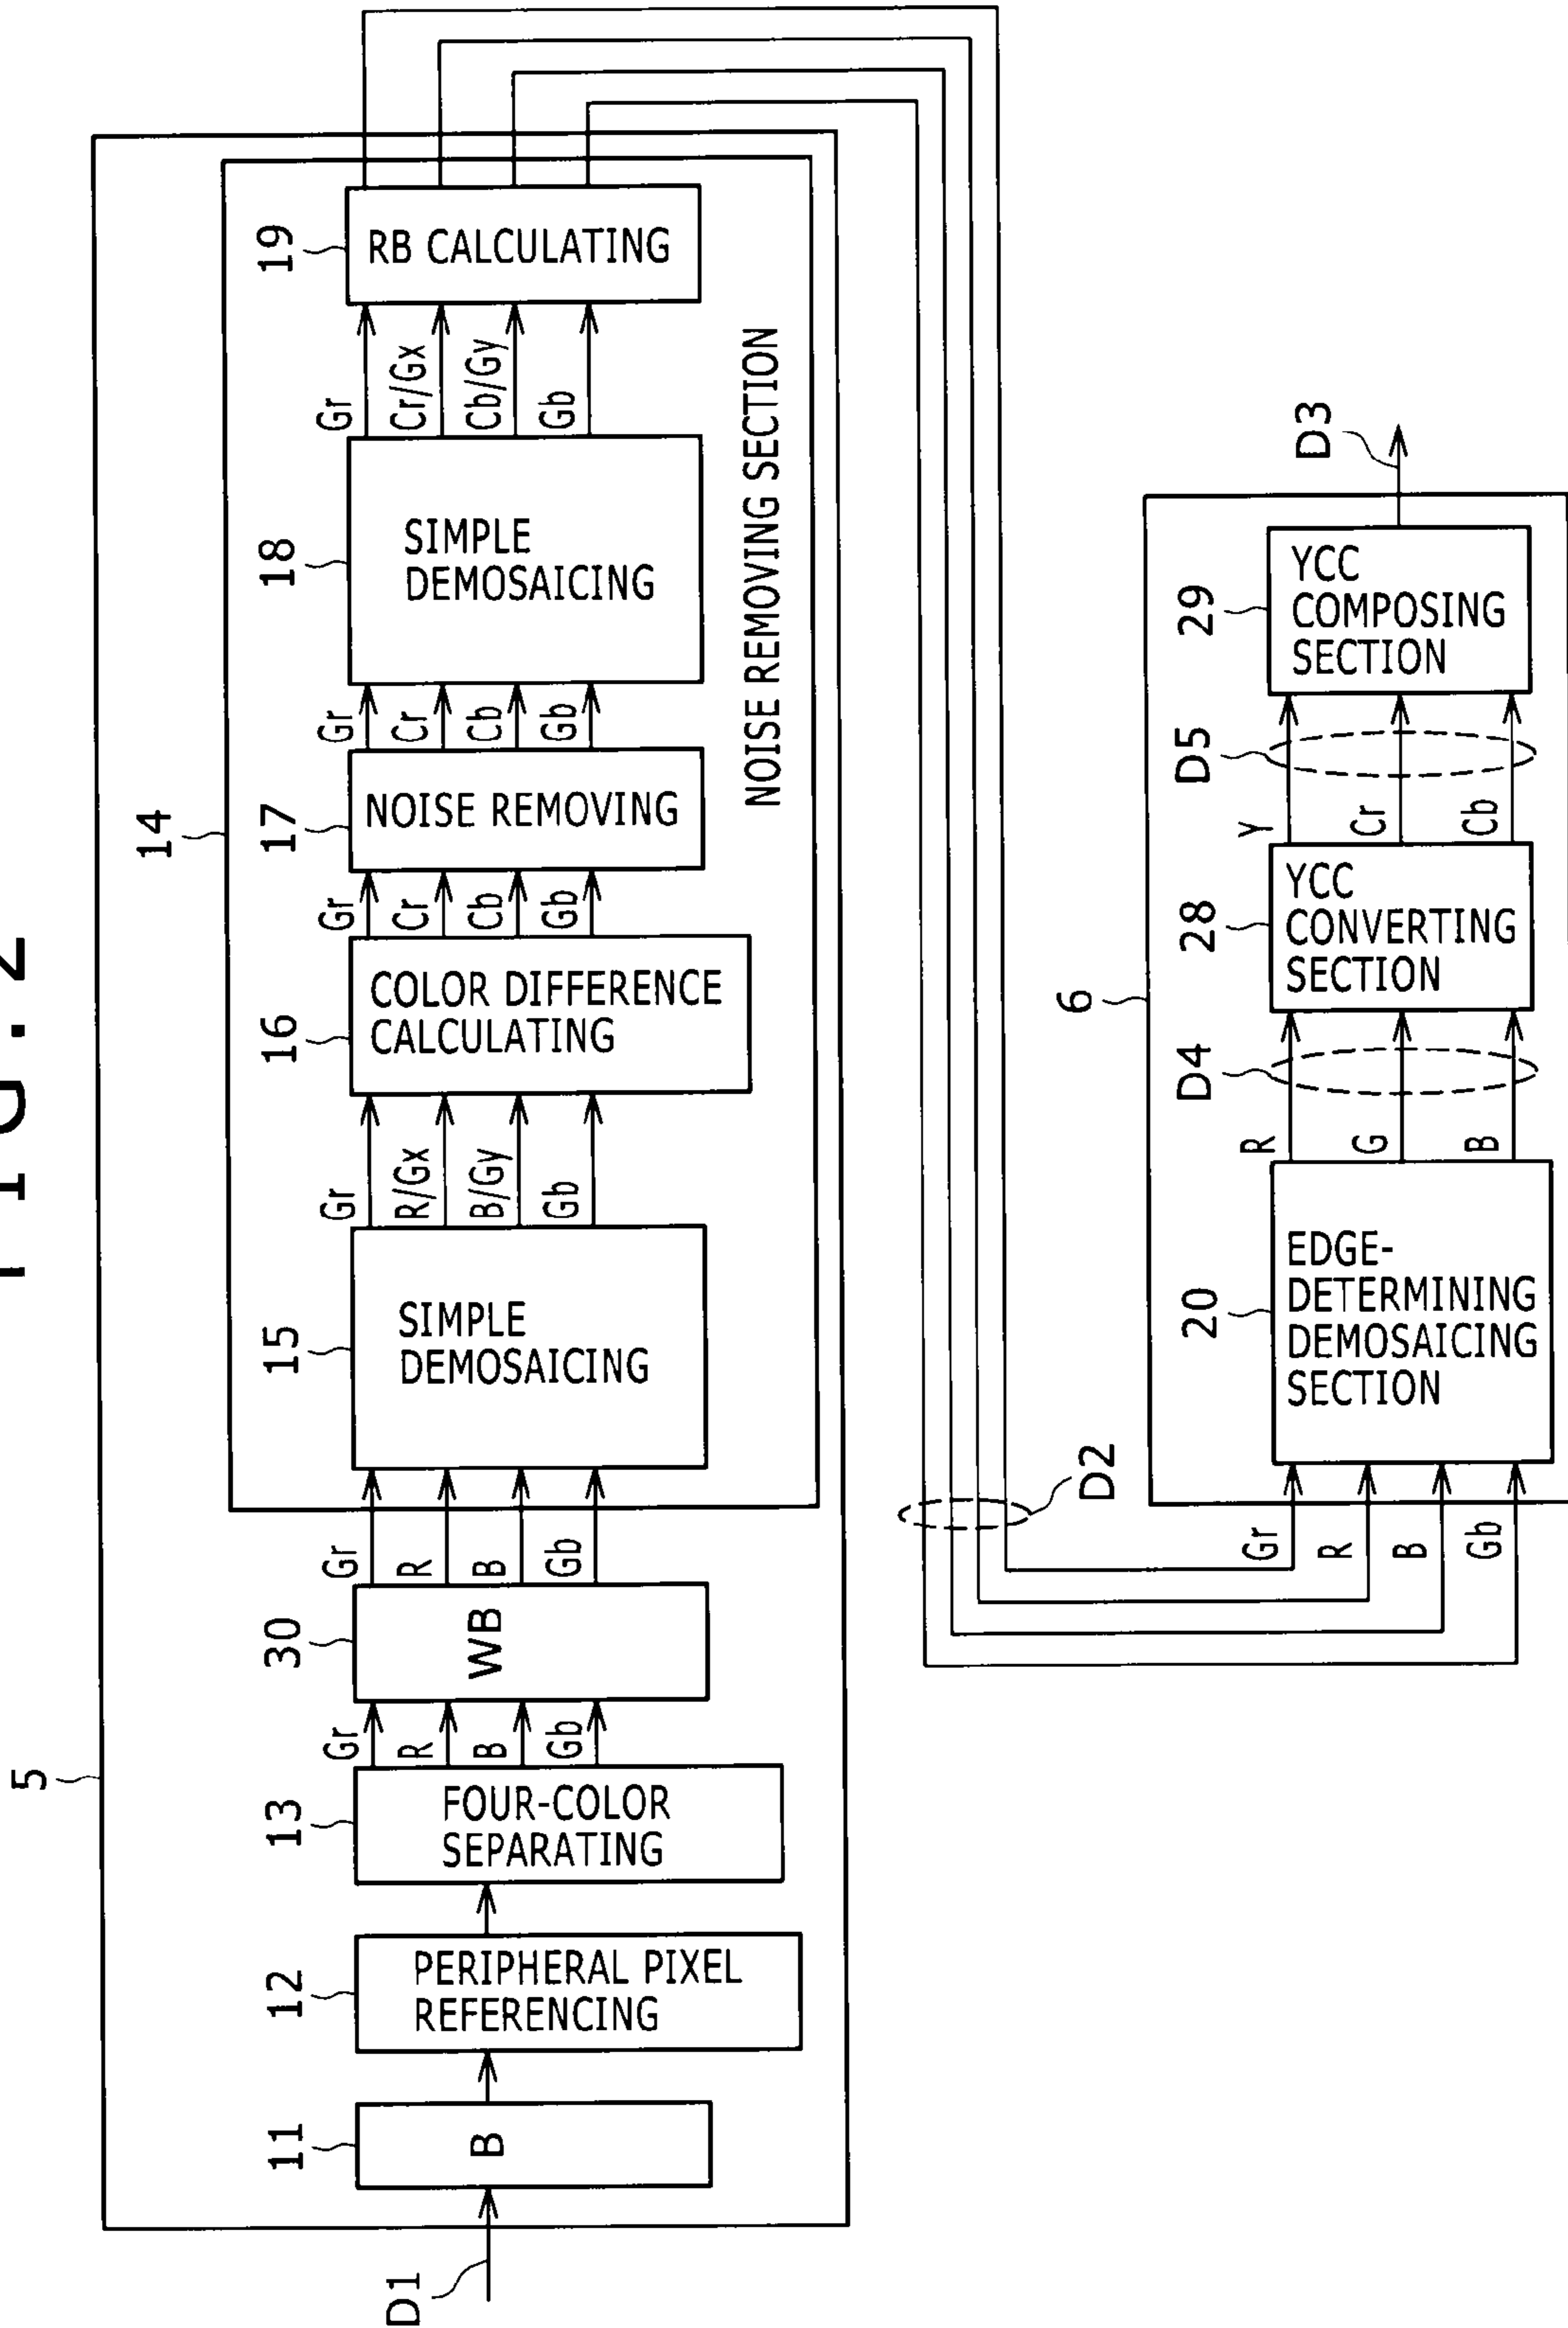 FIG. 2
5
14
D1
11
B
12
PERIPHERAL PIXEL
REFERENCING
13
FOUR-COLOR
SEPARATING
Gr
R
B
Gb
30
WB
Gr
R
B
Gb
15
SIMPLE
DEMOSAICING
Gr
R/Gx
B/Gy
Gb
16
COLOR DIFFERENCE
CALCULATING
Gr
Cr
Cb
Gb
17
NOISE REMOVING
Gr
Cr
Cb
Gb
18
SIMPLE
DEMOSAICING
Gr
Cr/Gx
Cb/Gy
Gb
19
RB CALCULATING
NOISE REMOVING SECTION
D2
6
Gr
R
B
Gb
20
EDGE-
DETERMINING
DEMOSAICING
SECTION
R
G
B
D4
28
YCC
CONVERTING
SECTION
Y
Cr
Cb
D5
29
YCC
COMPOSING
SECTION
D3